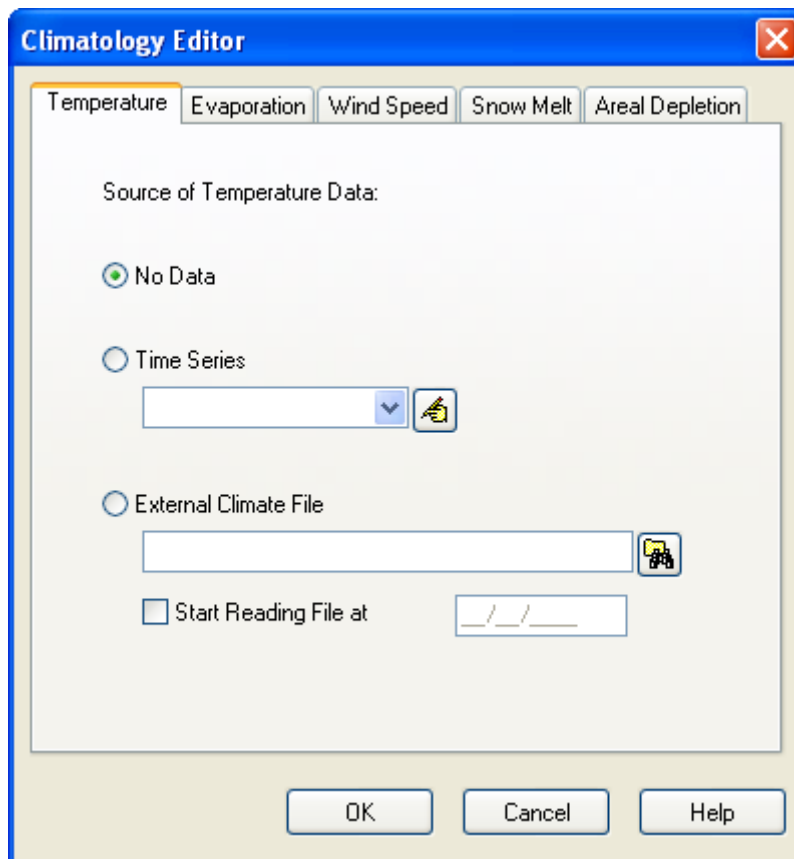 Climatology Editor
Temperature Evaporation Wind Speed Snow Melt Areal Depletion
Source of Temperature Data:
No Data
Time Series
External Climate File
Start Reading File at __/__/____
OK Cancel Help